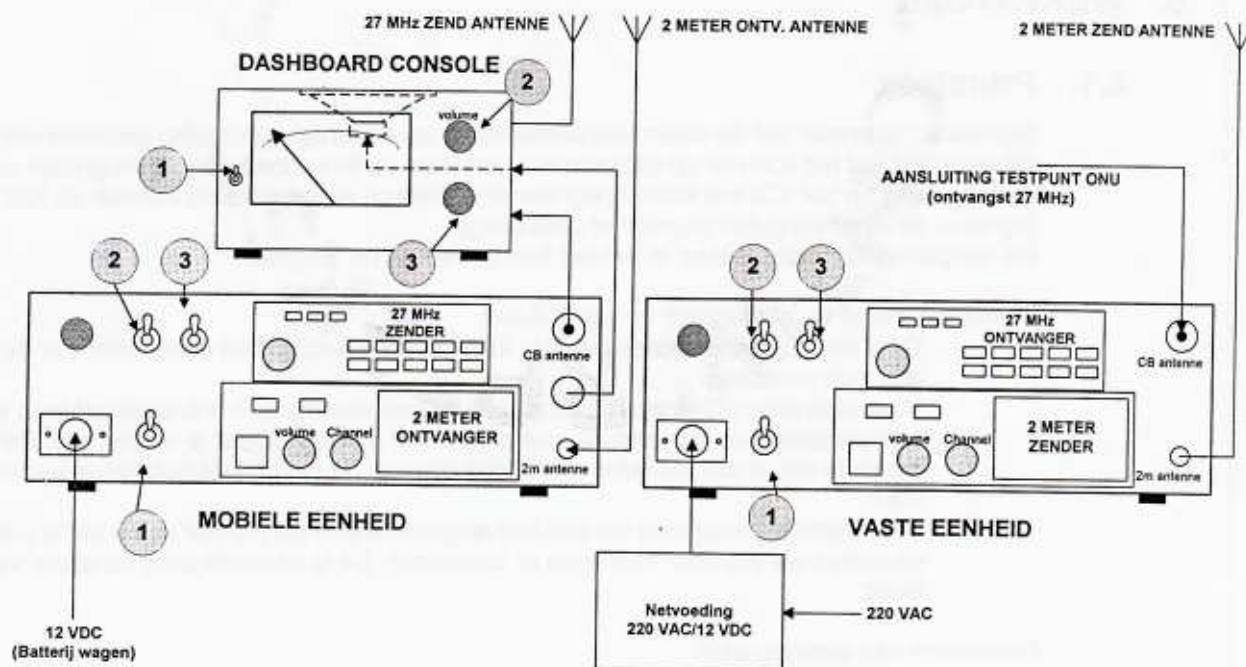 27 MHz ZEND ANTENNE
2 METER ONTV. ANTENNE
2 METER ZEND ANTENNE
DASHBOARD CONSOLE
2
volume
1
AANSLUITING TESTPUNT ONU
(ontvangst 27 MHz)
3
2
3
2
3
27 MHz
ZENDER
CB antenne
27 MHz
ONTVANGER
CB antenne
volume
Channel
2 METER
ONTVANGER
2m antenne
volume
Channel
2 METER
ZENDER
2m antenne
1
MOBIELE EENHEID
1
VASTE EENHEID
12 VDC
(Batterij wagen)
Netvoeding
220 VAC/12 VDC
220 VAC